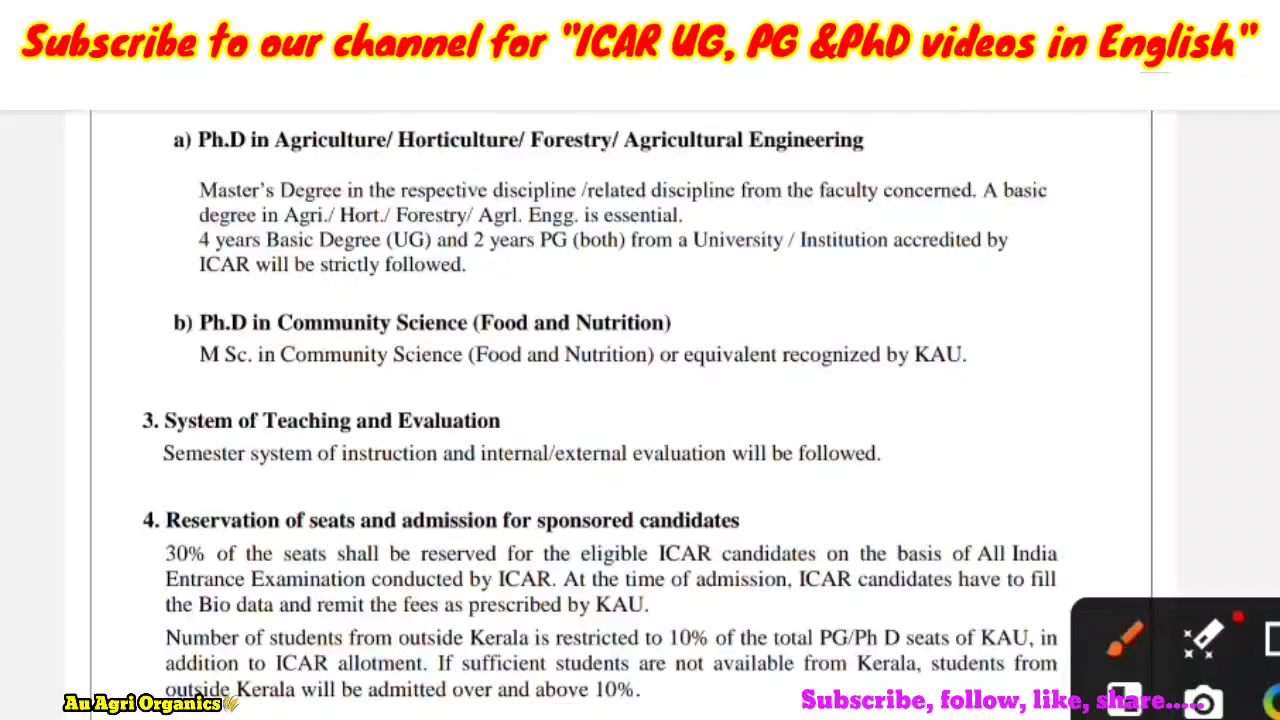 Subscribe to our channel for "ICAR UG, PG &PhD videos in English"
a) Ph.D in Agriculture/ Horticulture/ Forestry/ Agricultural Engineering
Master's Degree in the respective discipline /related discipline from the faculty concerned. A basic
degree in Agri./ Hort./ Forestry/ Agrl. Engg. is essential.
4 years Basic Degree (UG) and 2 years PG (both) from a University / Institution accredited by
ICAR will be strictly followed.
b) Ph.D in Community Science (Food and Nutrition)
M Sc. in Community Science (Food and Nutrition) or equivalent recognized by KAU.
3. System of Teaching and Evaluation
Semester system of instruction and internal/external evaluation will be followed.
4. Reservation of seats and admission for sponsored candidates
30% of the seats shall be reserved for the eligible ICAR candidates on the basis of All India
Entrance Examination conducted by ICAR. At the time of admission, ICAR candidates have to fill
the Bio data and remit the fees as prescribed by KAU.
Number of students from outside Kerala is restricted to 10% of the total PG/Ph D seats of KAU, in
addition to ICAR allotment. If sufficient students are not available from Kerala, students from
outside Kerala will be admitted over and above 10%.
Au Agri Organics
Subscribe, follow, like, share.....